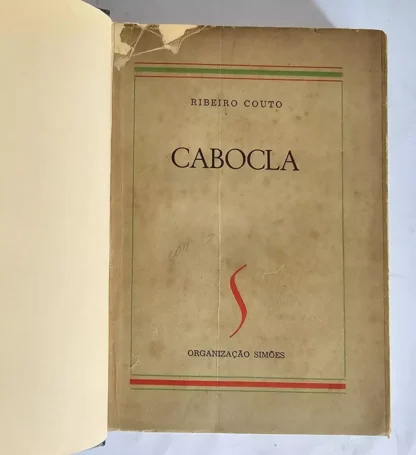 RIBEIRO COUTO
CABOCLA
S
ORGANIZAÇÃO SIMÕES